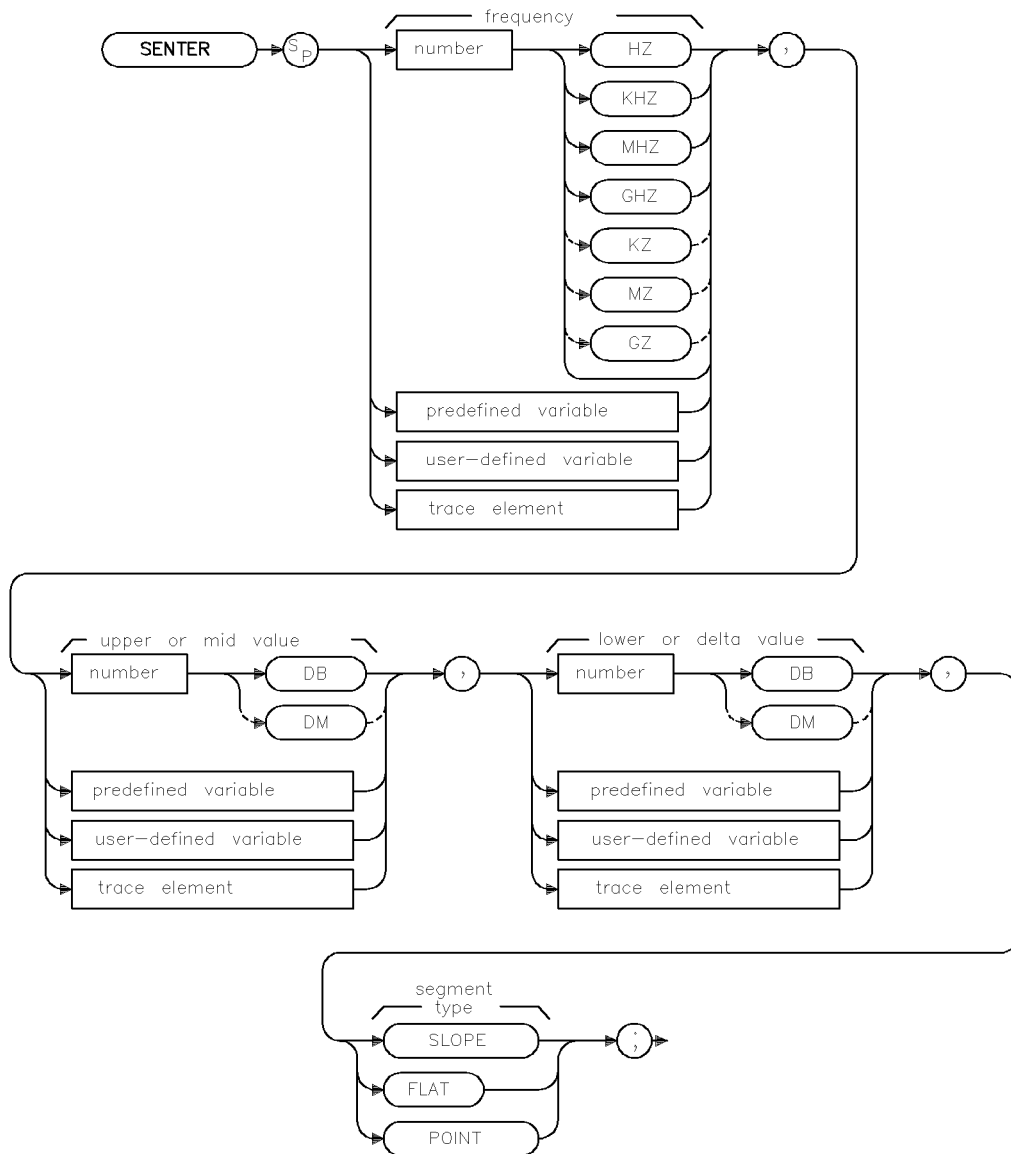 frequency
SENTER SP number HZ ,
KHZ
MHZ
GHZ
KZ
MZ
GZ
predefined variable
user-defined variable
trace element
upper or mid value lower or delta value
number DB , number DB ,
DM DM
predefined variable predefined variable
user-defined variable user-defined variable
trace element trace element
segment
type
SLOPE ;
FLAT
POINT